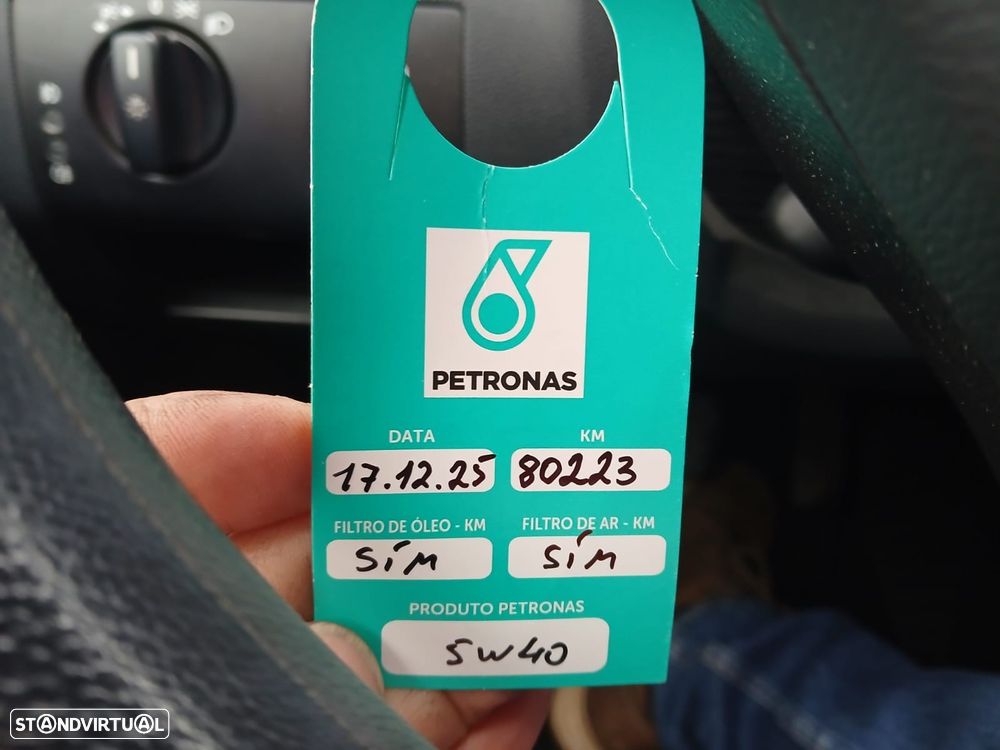 PETRONAS
DATA KM
17.12.25 80223
FILTRO DE ÓLEO - KM FILTRO DE AR - KM
SÍM SÍM
PRODUTO PETRONAS
5W40
STANDVIRTUAL